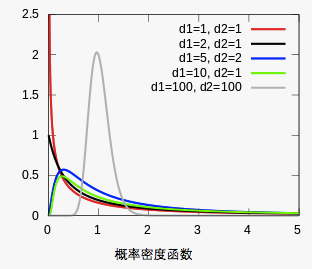 2.5
2
1.5
1
0.5
0
d1=1, d2=1
d1=2, d2=1
d1=5, d2=2
d1=10, d2=1
d1=100, d2=100
0 1 2 3 4 5
概率密度函数